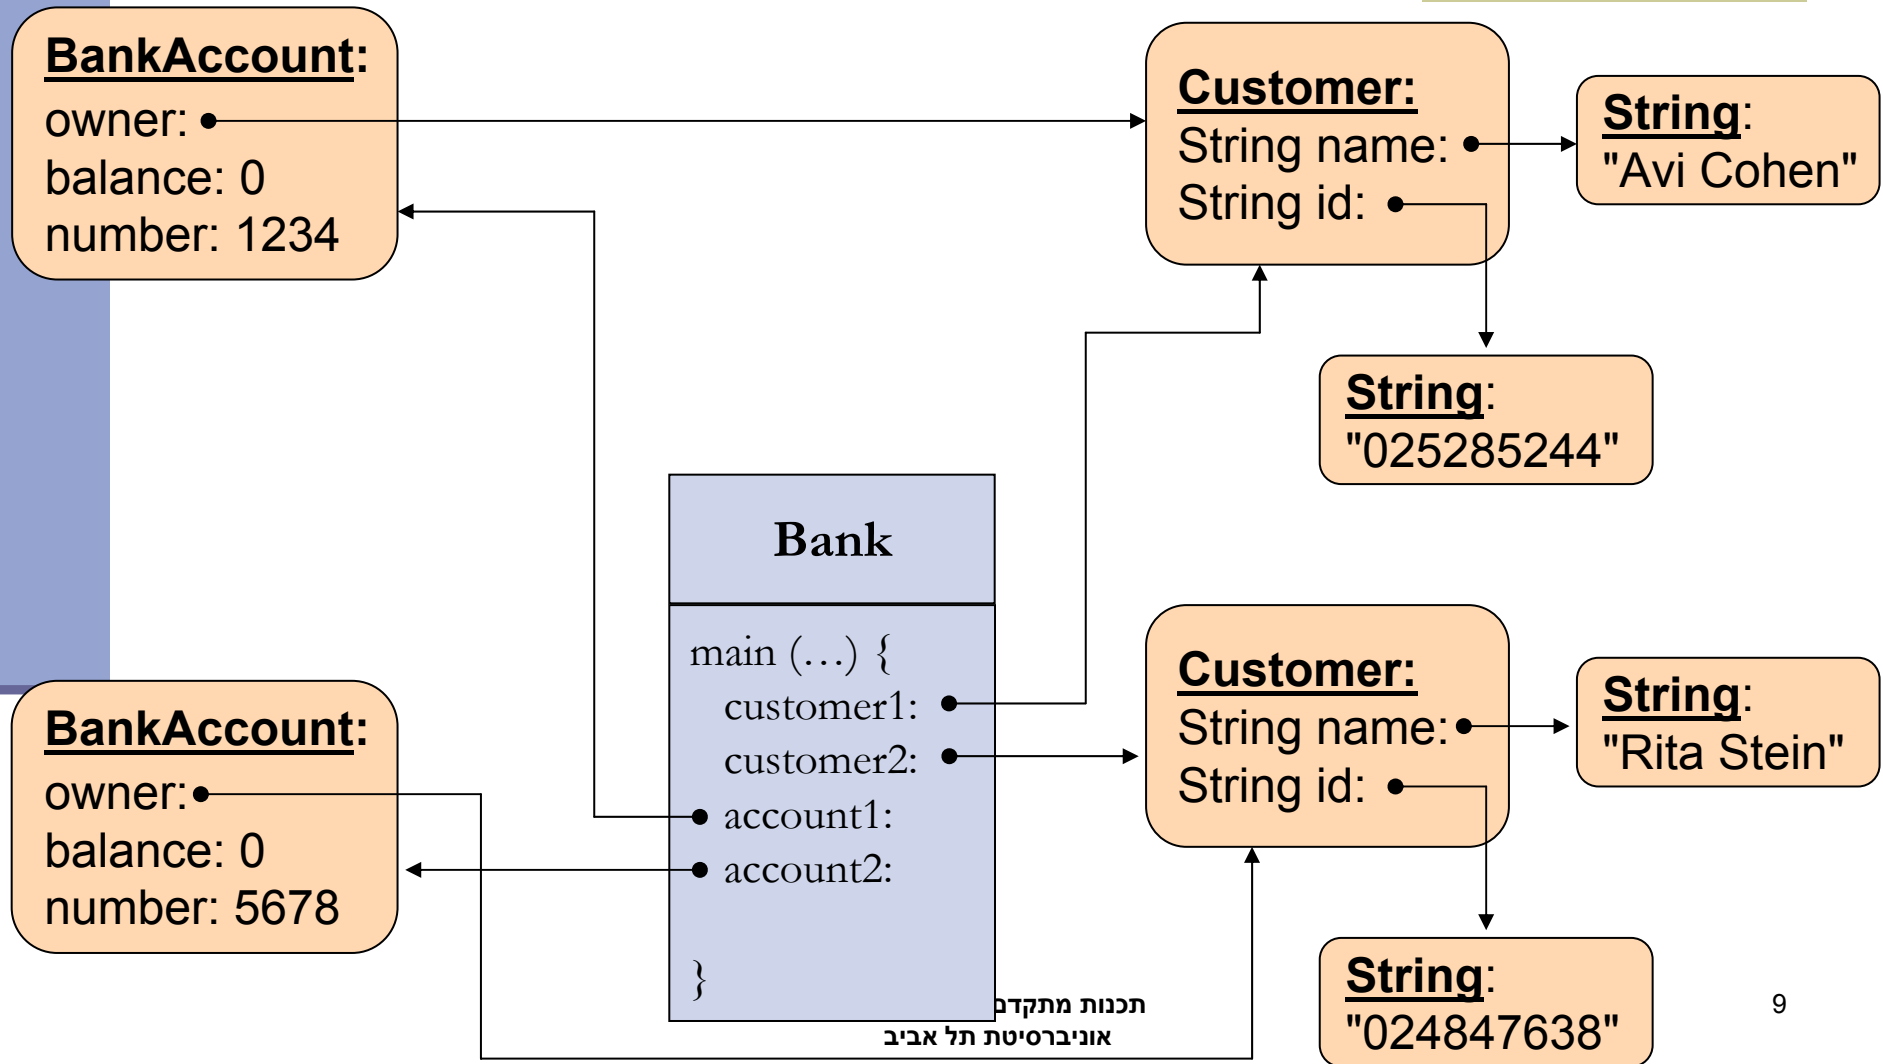 BankAccount:
owner:
balance: 0
number: 1234
Customer:
String name:
String id:
String:
"Avi Cohen"
String:
"025285244"
Bank
main (…) {
customer1:
customer2:
account1:
account2:
}
BankAccount:
owner:
balance: 0
number: 5678
Customer:
String name:
String id:
String:
"Rita Stein"
String:
"024847638"
תכנות מתקדם
אוניברסיטת תל אביב
9